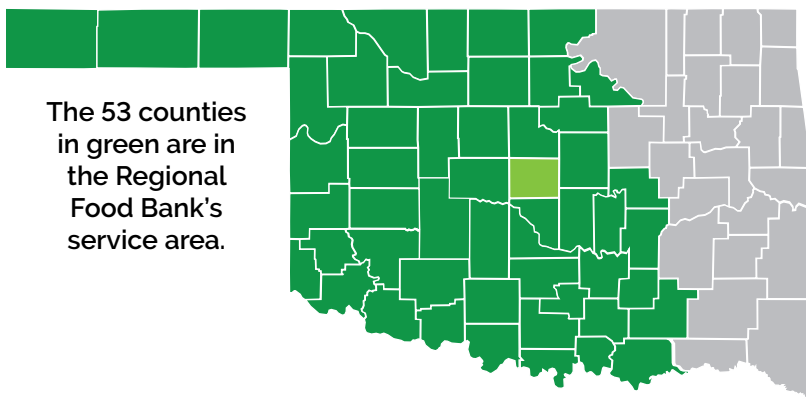 The 53 counties
in green are in
the Regional
Food Bank’s
service area.